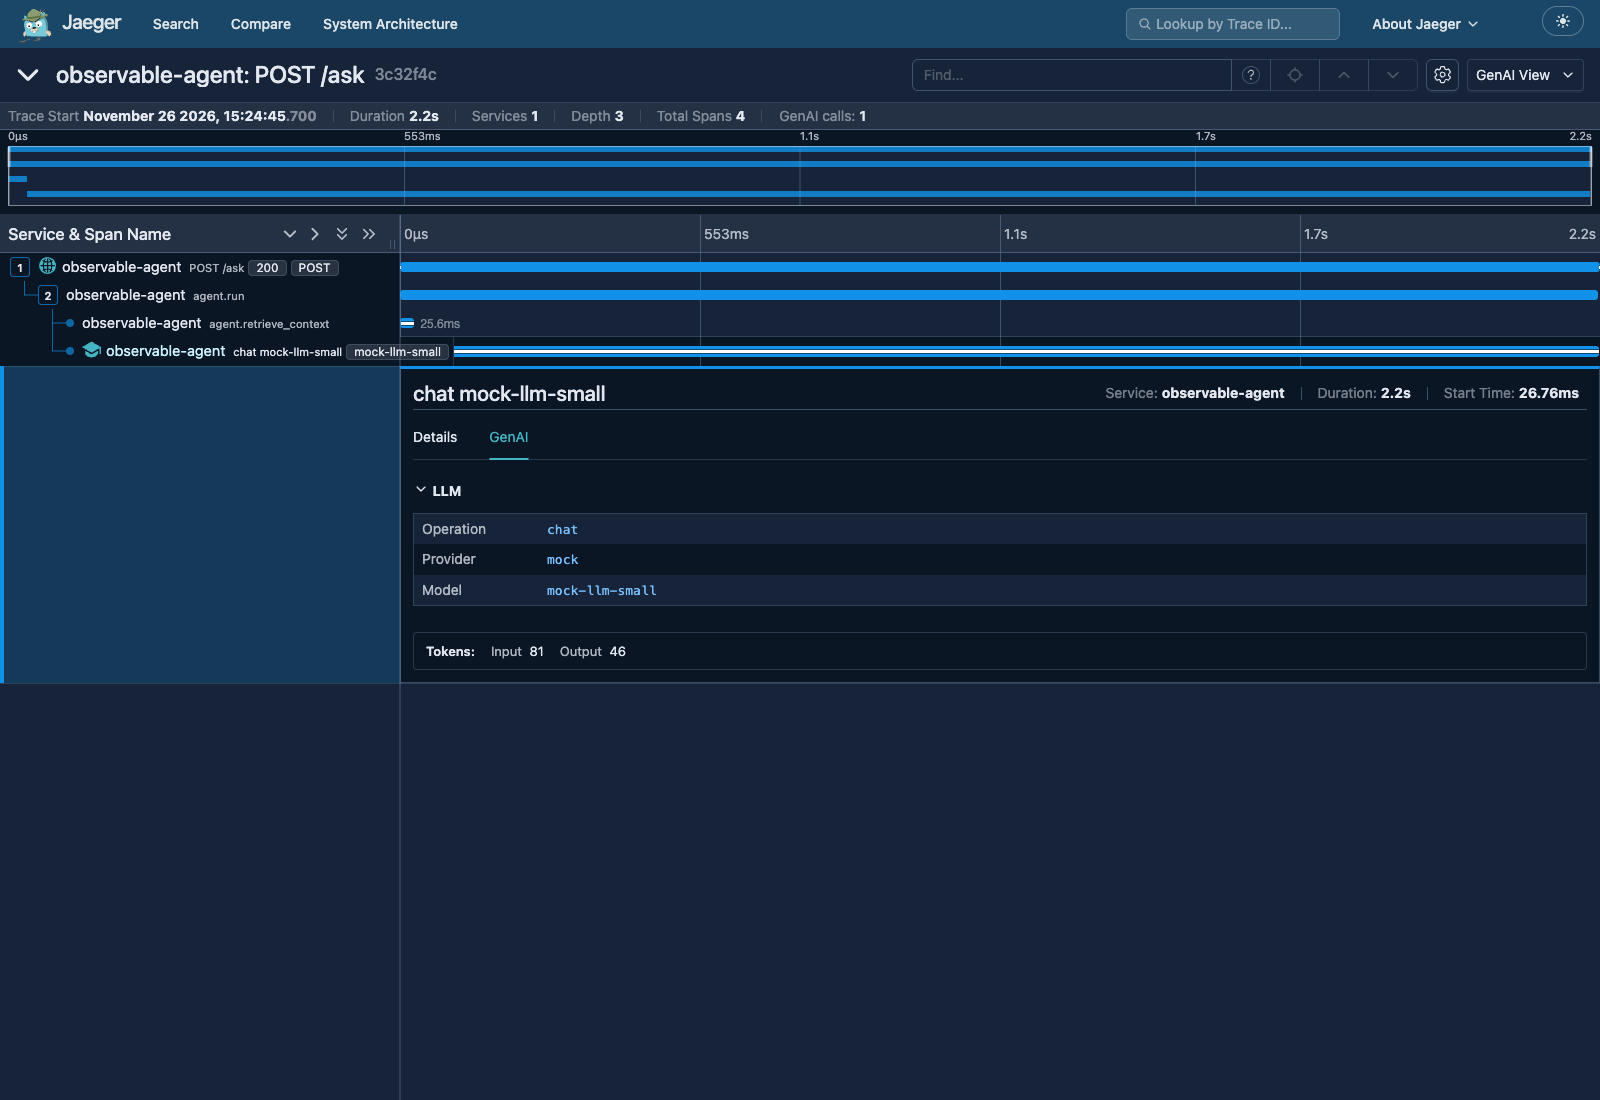 Jaeger Search Compare System Architecture Lookup by Trace ID... About Jaeger
observable-agent: POST /ask 3c32f4c Find... ? GenAI View
Trace Start November 26 2026, 15:24:45.700 Duration 2.2s Services 1 Depth 3 Total Spans 4 GenAI calls: 1
0μs 553ms 1.1s 1.7s 2.2s
Service & Span Name 0μs 553ms 1.1s 1.7s 2.2s
1 observable-agent POST /ask 200 POST
2 observable-agent agent.run
observable-agent agent.retrieve_context 25.6ms
observable-agent chat mock-llm-small mock-llm-small
chat mock-llm-small Service: observable-agent Duration: 2.2s Start Time: 26.76ms
Details GenAI
LLM
Operation chat
Provider mock
Model mock-llm-small
Tokens: Input 81 Output 46